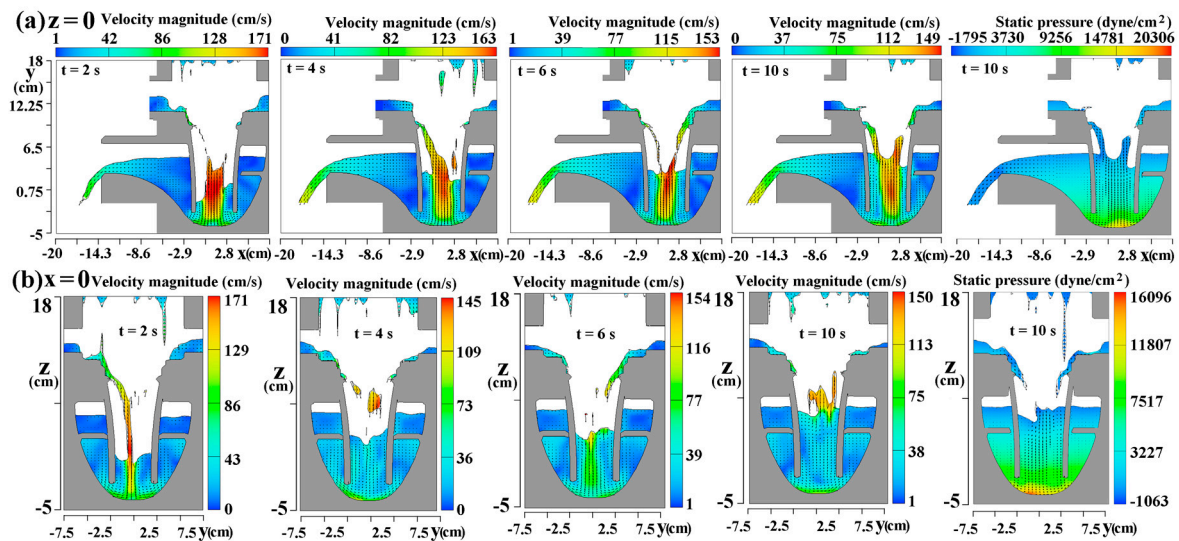 (a) z=0
Velocity magnitude (cm/s)
1 42 86 128 171
Velocity magnitude (cm/s)
0 41 82 123 163
Velocity magnitude (cm/s)
1 39 77 115 153
Velocity magnitude (cm/s)
0 37 75 112 149
Static pressure (dyne/cm²)
-1795 3730 9256 14781 20306
18
y
(cm)
12.25
6.5
0.75
-5
t = 2 s
t = 4 s
t = 6 s
t = 10 s
t = 10 s
-20 -14.3 -8.6 -2.9 x(cm) 2.8
-20 -14.3 -8.6 -2.9 x(cm) 2.8
-20 -14.3 -8.6 -2.9 x(cm) 2.8
-20 -14.3 -8.6 -2.9 x(cm) 2.8
-20 -14.3 -8.6 -2.9 x(cm) 2.8
(b) x=0
Velocity magnitude (cm/s)
18
t = 2 s
Z
(cm)
-5
171
129
86
43
0
-7.5 -2.5 2.5 y(cm)
Velocity magnitude (cm/s)
18
t = 4 s
Z
(cm)
-5
145
109
73
36
0
-7.5 -2.5 2.5 y(cm)
Velocity magnitude (cm/s)
18
t = 6 s
Z
(cm)
-5
154
116
77
39
1
-7.5 -2.5 2.5 y(cm)
Velocity magnitude (cm/s)
18
t = 10 s
Z
(cm)
-5
150
113
75
38
1
-7.5 -2.5 2.5 y(cm)
Static pressure (dyne/cm²)
18
t = 10 s
Z
(cm)
-5
16096
11807
7517
3227
-1063
-7.5 -2.5 2.5 y(cm)